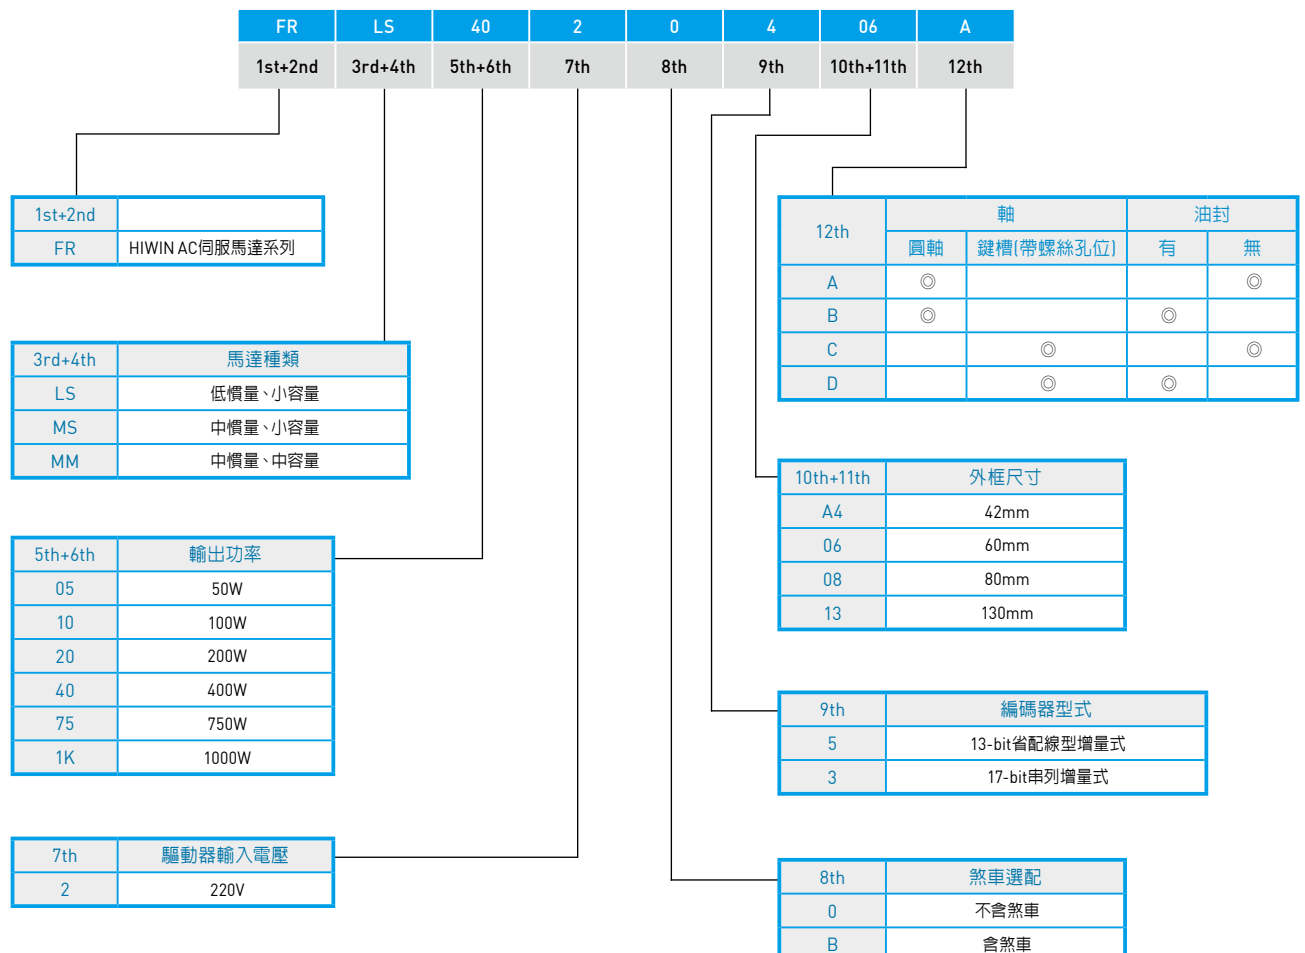 FR LS 40 2 0 4 06 A
1st+2nd 3rd+4th 5th+6th 7th 8th 9th 10th+11th 12th
1st+2nd
FR HIWIN AC伺服馬達系列
3rd+4th 馬達種類
LS 低慣量、小容量
MS 中慣量、小容量
MM 中慣量、中容量
5th+6th 輸出功率
05 50W
10 100W
20 200W
40 400W
75 750W
1K 1000W
7th 驅動器輸入電壓
2 220V
12th 軸 油封
圓軸 鍵槽(帶螺絲孔位) 有 無
A ◎ ◎
B ◎ ◎
C ◎ ◎
D ◎ ◎
10th+11th 外框尺寸
A4 42mm
06 60mm
08 80mm
13 130mm
9th 編碼器型式
5 13-bit省配線型增量式
3 17-bit串列增量式
8th 煞車選配
0 不含煞車
B 含煞車